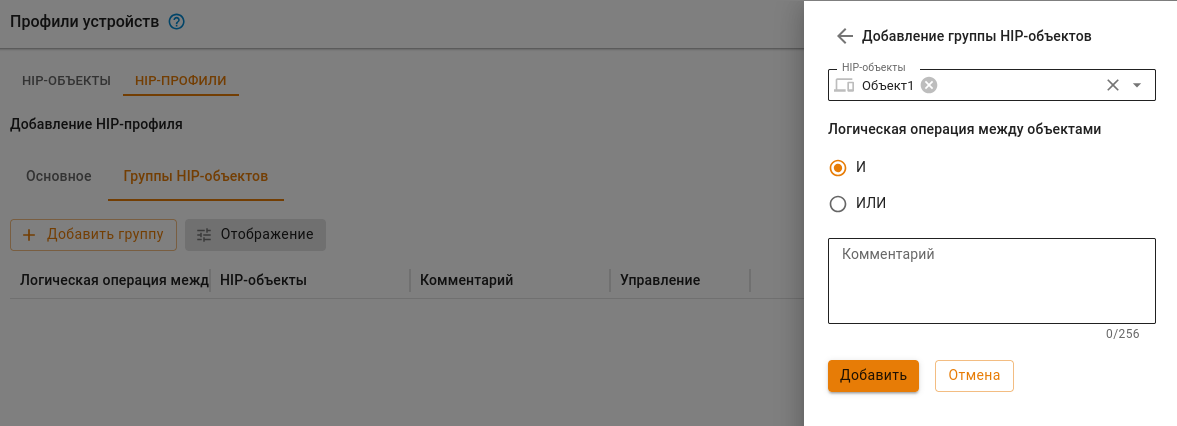 Профили устройств ?
HIP-ОБЪЕКТЫ HIP-ПРОФИЛИ
Добавление HIP-профиля
Основное Группы HIP-объектов
+ Добавить группу Отображение
Логическая операция межд HIP-объекты Комментарий Управление
Добавление группы HIP-объектов
HIP-объекты
Объект1
Логическая операция между объектами
И
ИЛИ
Комментарий
0/256
Добавить Отмена